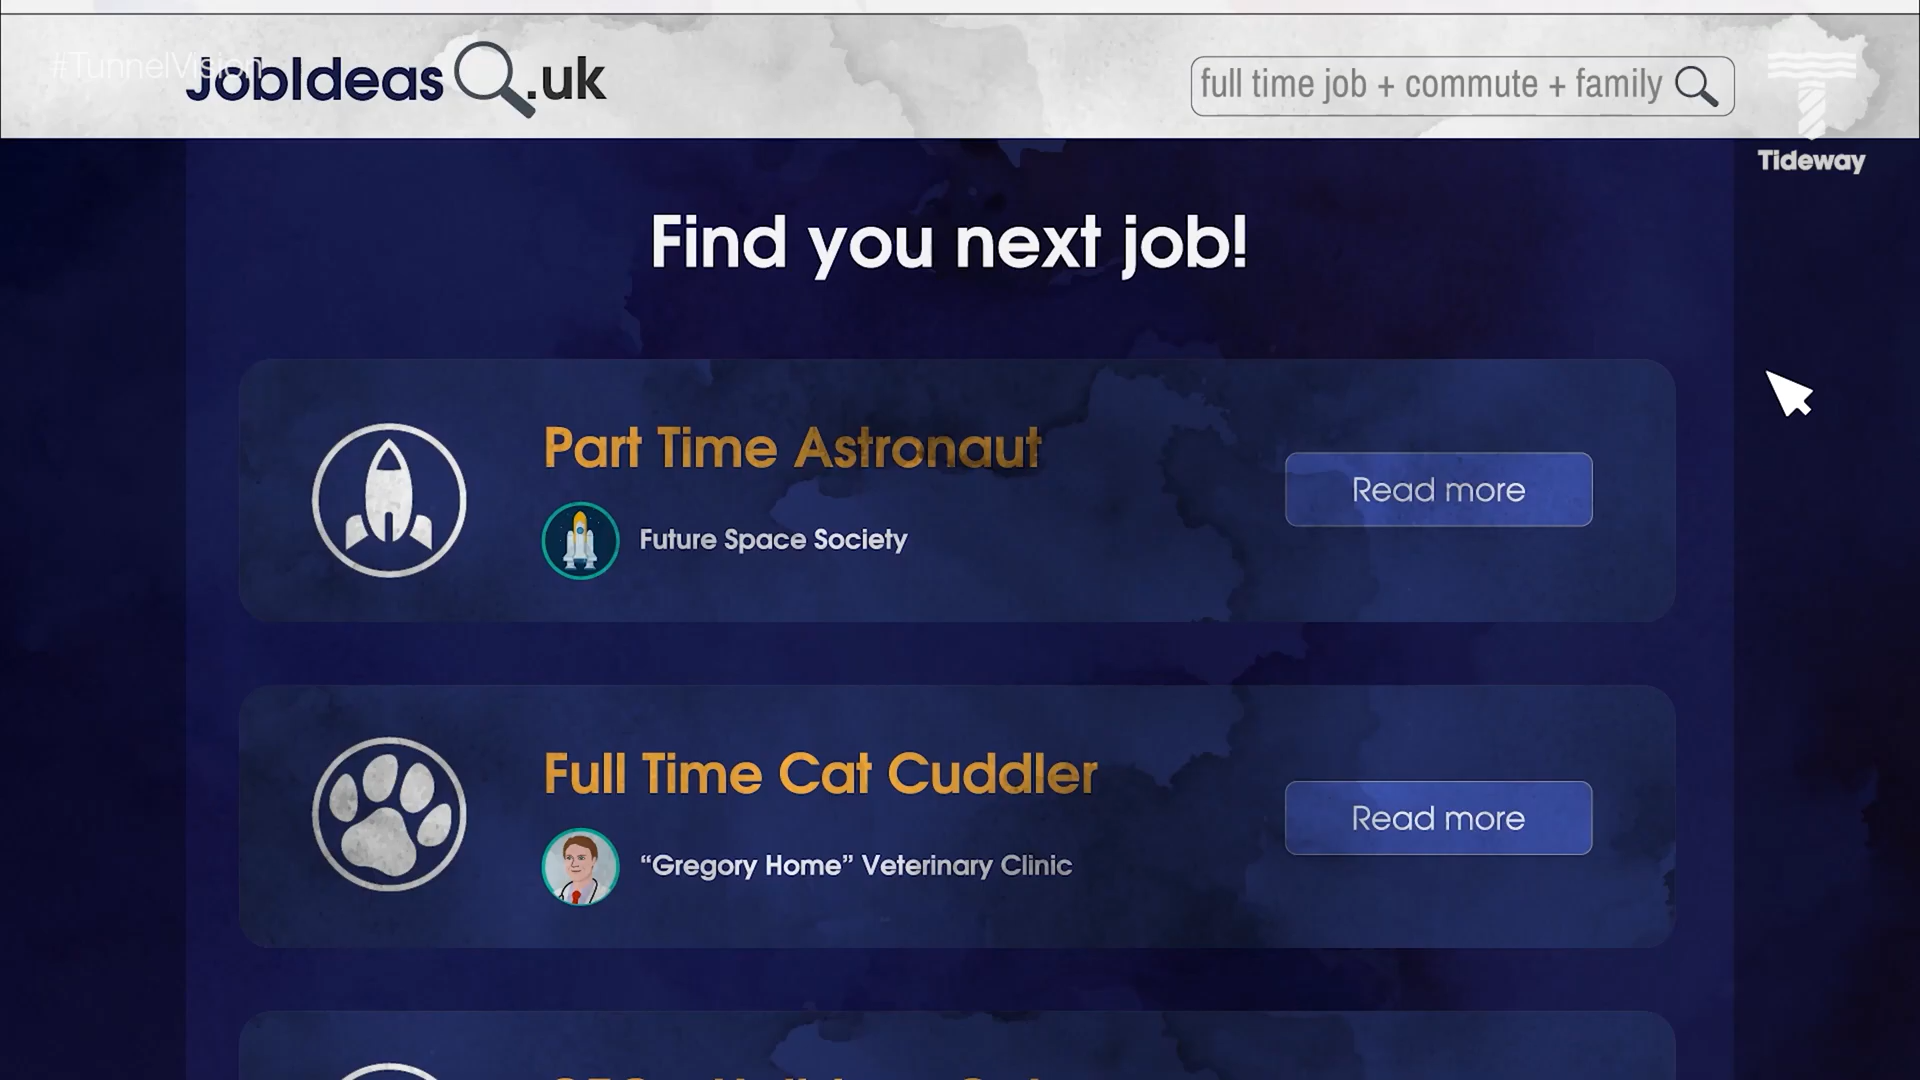 #TunnelVision
JobIdeas.uk
full time job + commute + family
Tideway
Find you next job!
Part Time Astronaut
Future Space Society
Read more
Full Time Cat Cuddler
“Gregory Home” Veterinary Clinic
Read more